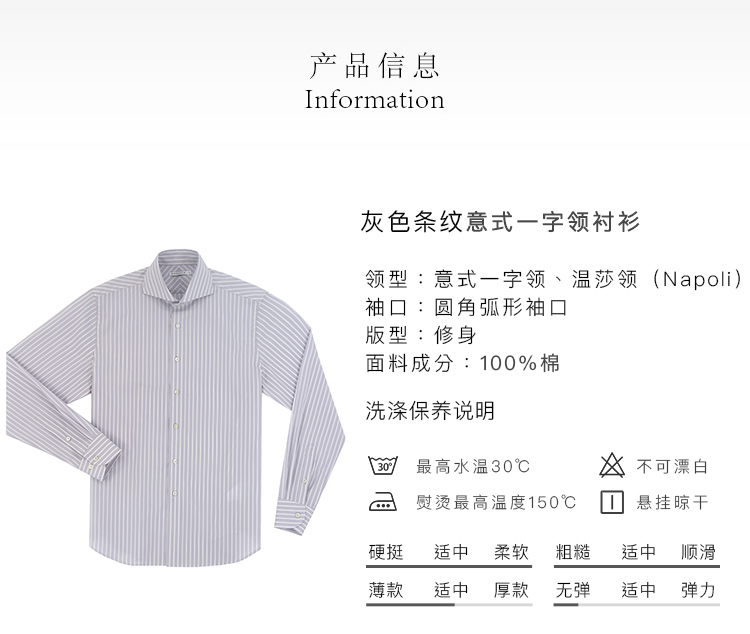 产品信息
Information
灰色条纹意式一字领衬衫
领型：意式一字领、温莎领（Napoli）
袖口：圆角弧形袖口
版型：修身
面料成分：100%棉
洗涤保养说明
30° 最高水温30℃ 不可漂白
熨烫最高温度150℃ 悬挂晾干
硬挺 适中 柔软 粗糙 适中 顺滑
薄款 适中 厚款 无弹 适中 弹力